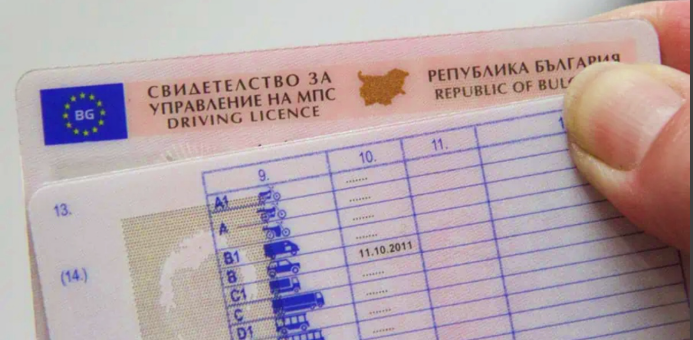 СВИДЕТЕЛСТВО ЗА
УПРАВЛЕНИЕ НА МПС
DRIVING LICENCE
РЕПУБЛИКА БЪЛГАРИЯ
REPUBLIC OF
BG
9.
10.
11.
13.
(14.)
A1
A
B1
11.10.2011
B
C1
C
D1